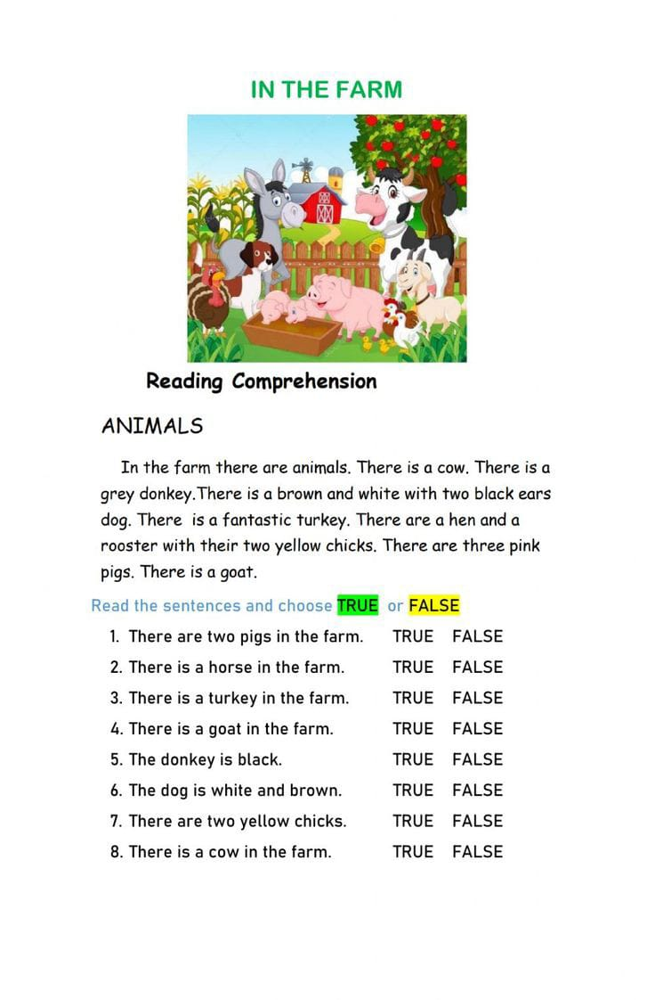 IN THE FARM
Reading Comprehension
ANIMALS
In the farm there are animals. There is a cow. There is a
grey donkey.There is a brown and white with two black ears
dog. There is a fantastic turkey. There are a hen and a
rooster with their two yellow chicks. There are three pink
pigs. There is a goat.
Read the sentences and choose TRUE or FALSE
1. There are two pigs in the farm. TRUE FALSE
2. There is a horse in the farm. TRUE FALSE
3. There is a turkey in the farm. TRUE FALSE
4. There is a goat in the farm. TRUE FALSE
5. The donkey is black. TRUE FALSE
6. The dog is white and brown. TRUE FALSE
7. There are two yellow chicks. TRUE FALSE
8. There is a cow in the farm. TRUE FALSE